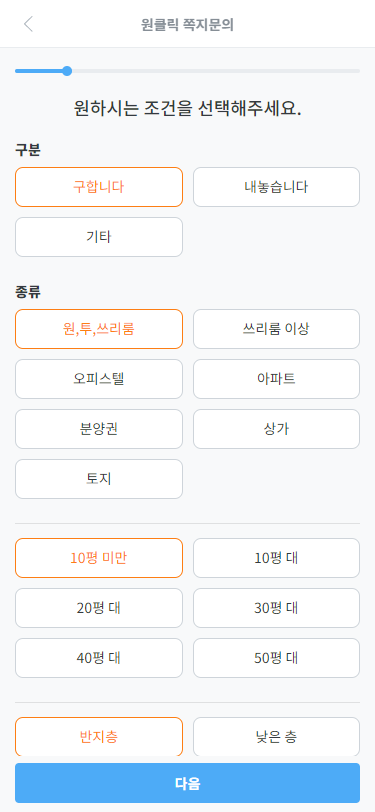 원클릭 쪽지문의
원하시는 조건을 선택해주세요.
구분
구합니다 내놓습니다
기타
종류
원,투,쓰리룸 쓰리룸 이상
오피스텔 아파트
분양권 상가
토지
10평 미만 10평 대
20평 대 30평 대
40평 대 50평 대
반지층 낮은 층
다음